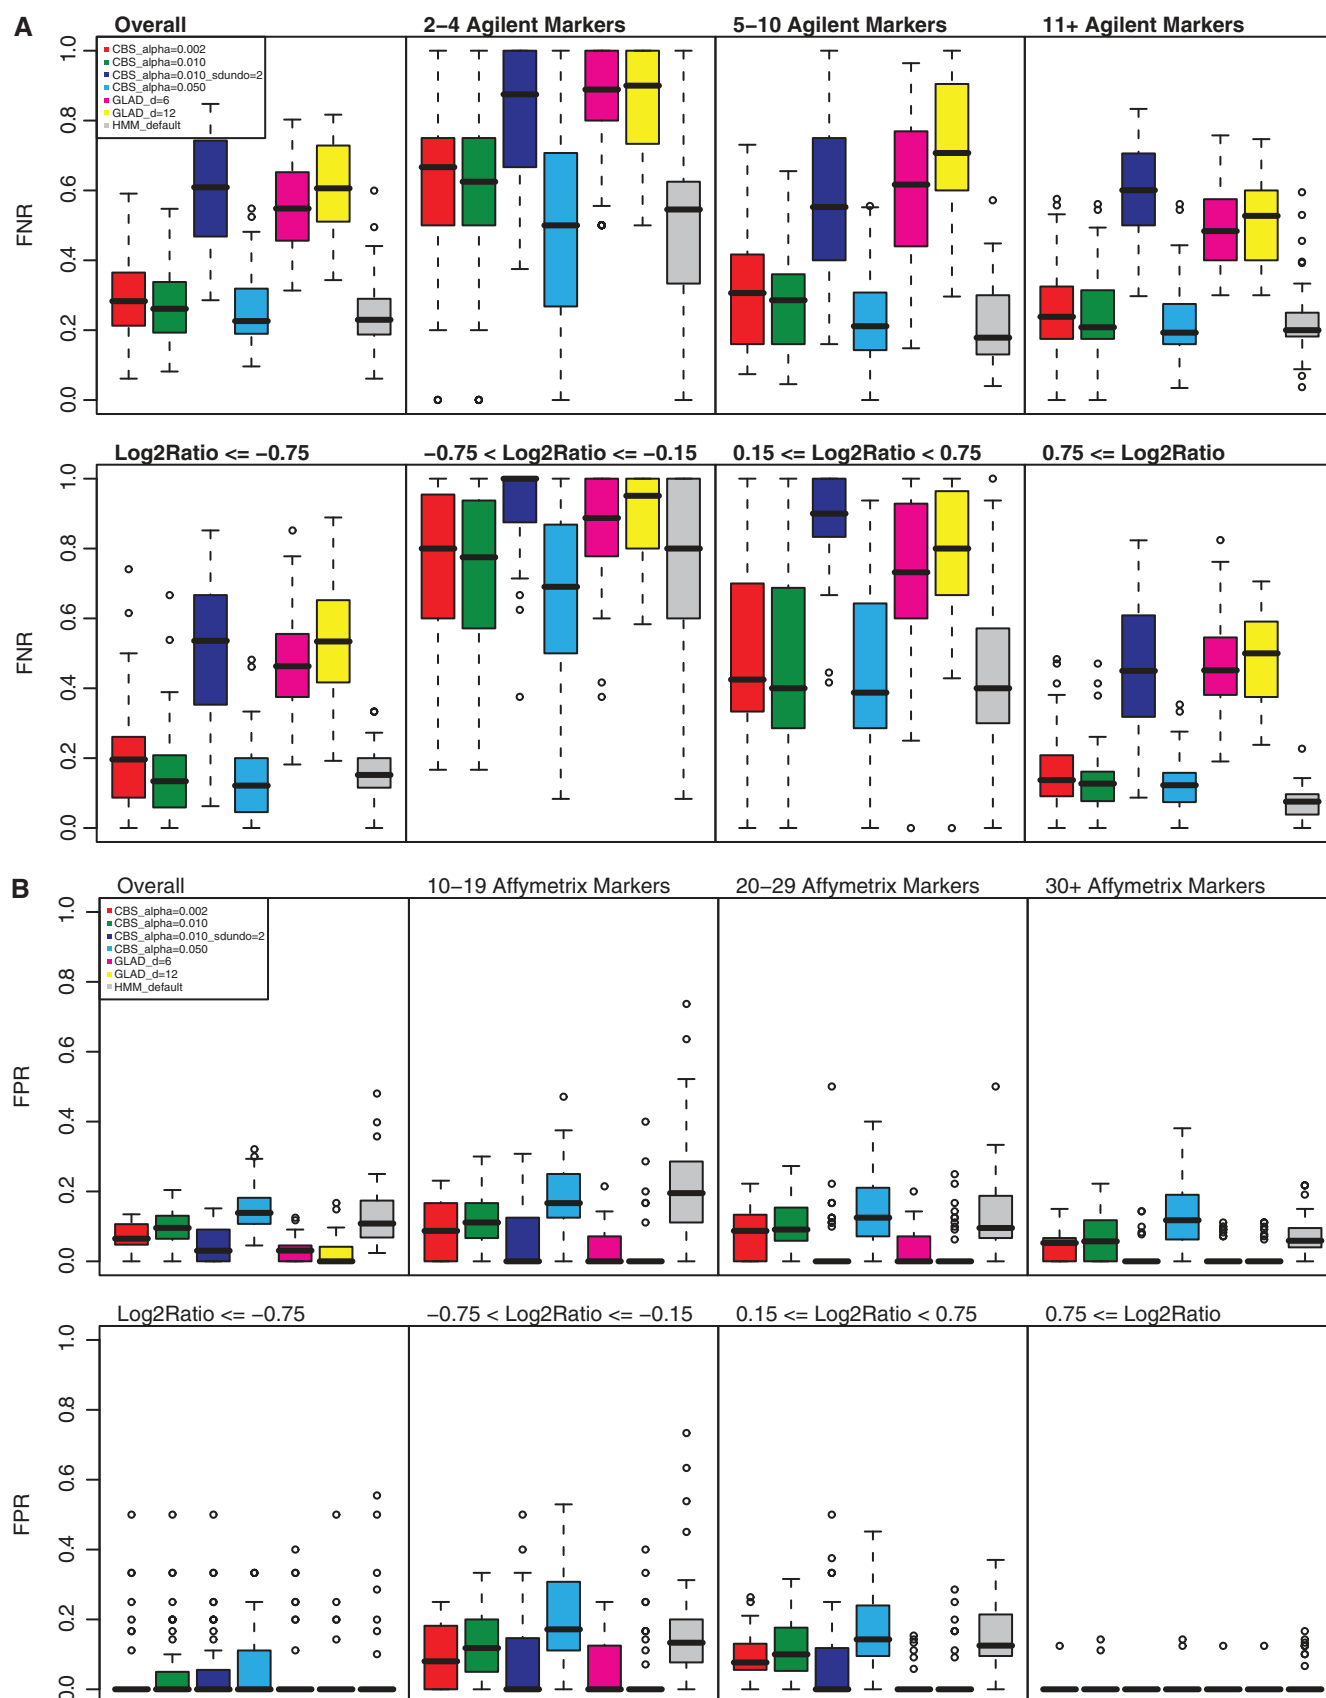 A
Overall
2−4 Agilent Markers
5−10 Agilent Markers
11+ Agilent Markers
CBS_alpha=0.002
CBS_alpha=0.010
CBS_alpha=0.010_sdundo=2
CBS_alpha=0.050
GLAD_d=6
GLAD_d=12
HMM_default
FNR
1.0
0.8
0.6
0.4
0.2
0.0
Log2Ratio <= −0.75
−0.75 < Log2Ratio <= −0.15
0.15 <= Log2Ratio < 0.75
0.75 <= Log2Ratio
FNR
1.0
0.8
0.6
0.4
0.2
0.0
B
Overall
10−19 Affymetrix Markers
20−29 Affymetrix Markers
30+ Affymetrix Markers
CBS_alpha=0.002
CBS_alpha=0.010
CBS_alpha=0.010_sdundo=2
CBS_alpha=0.050
GLAD_d=6
GLAD_d=12
HMM_default
FPR
1.0
0.8
0.6
0.4
0.2
0.0
Log2Ratio <= −0.75
−0.75 < Log2Ratio <= −0.15
0.15 <= Log2Ratio < 0.75
0.75 <= Log2Ratio
FPR
1.0
0.8
0.6
0.4
0.2
0.0